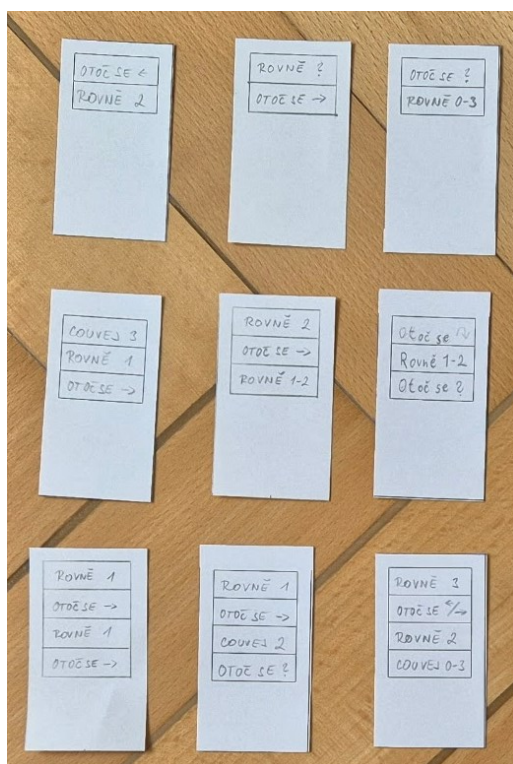 OTOČ SE ←
ROVNĚ 2
ROVNĚ ?
OTOČ SE →
OTOČ SE ?
ROVNĚ 0-3
COUVEJ 3
ROVNĚ 1
OTOČ SE →
ROVNĚ 2
OTOČ SE →
ROVNĚ 1-2
Otoč se ↷
Rovně 1-2
Otoč se ?
ROVNĚ 1
OTOČ SE →
ROVNĚ 1
OTOČ SE →
ROVNĚ 1
OTOČ SE →
COUVEJ 2
OTOČ SE ?
ROVNĚ 3
OTOČ SE ←/→
ROVNĚ 2
COUVEJ 0-3